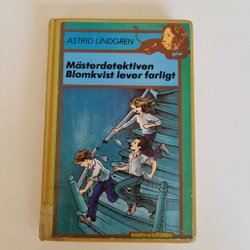 ASTRID LINDGREN
Mästerdetektiven
Blomkvist lever farligt
RABÉN & SJÖGREN